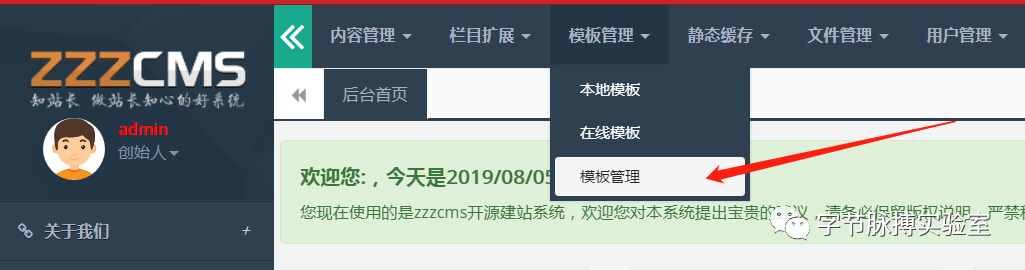 ZZZCMS
知站长 做站长知心的好系统
admin
创始人
关于我们 +
内容管理 栏目扩展 模板管理 静态缓存 文件管理 用户管理
后台首页
本地模板
在线模板
模板管理
欢迎您:，今天是2019/08/05
您现在使用的是zzzcms开源建站系统，欢迎您对本系统提出宝贵的 议，请务必保留版权说明，严禁
字节脉搏实验室